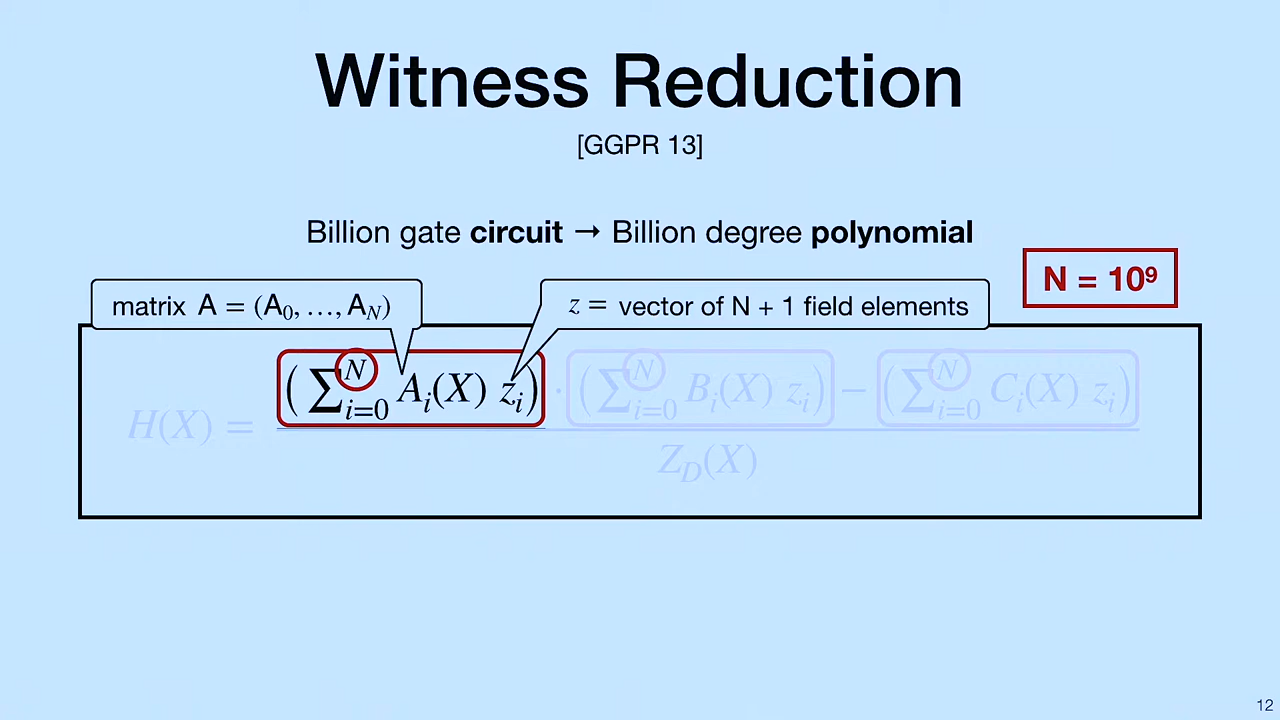 Witness Reduction
[GGPR 13]
Billion gate circuit → Billion degree polynomial
N = 10⁹
matrix A = (A₀, …, A_N)
z = vector of N + 1 field elements
H(X) = (∑_{i=0}^{N} A_i(X) z_i) · (∑_{i=0}^{N} B_i(X) z_i) − (∑_{i=0}^{N} C_i(X) z_i)
Z_D(X)
12